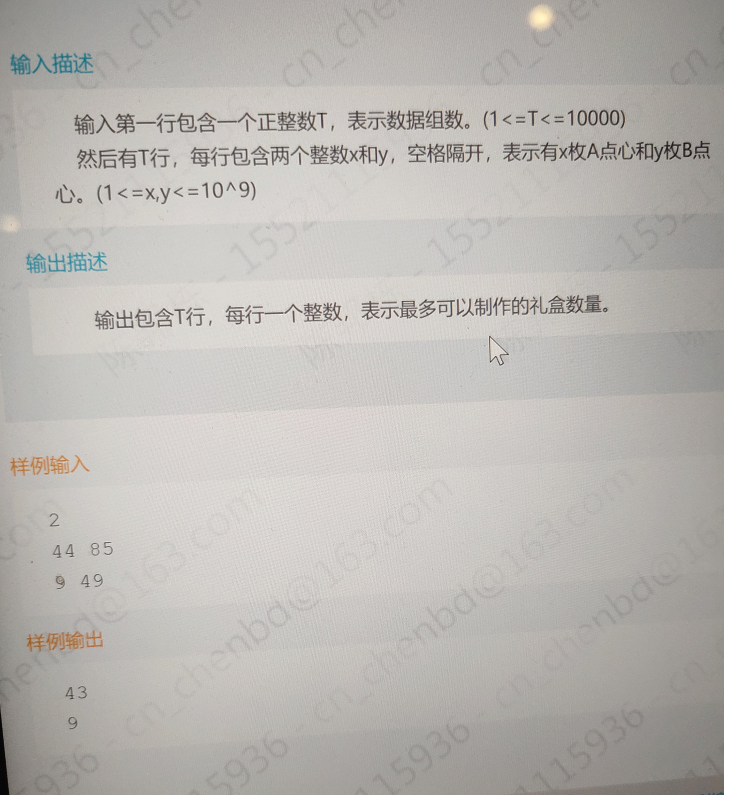 输入描述
输入第一行包含一个正整数T，表示数据组数。(1<=T<=10000)
然后有T行，每行包含两个整数x和y，空格隔开，表示有x枚A点心和y枚B点
心。(1<=x,y<=10^9)
输出描述
输出包含T行，每行一个整数，表示最多可以制作的礼盒数量。
样例输入
2
44 85
9 49
样例输出
43
9